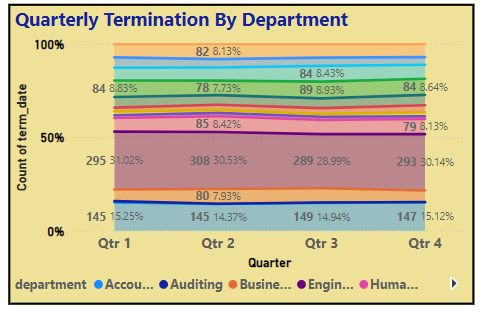 Quarterly Termination By Department
100%
82 8.13%
84 8.43%
84 8.83% 78 7.73% 89 8.93% 84 8.64%
50%
85 8.42% 79 8.13%
295 31.02% 308 30.53% 289 28.99% 293 30.14%
80 7.93%
145 15.25% 145 14.37% 149 14.94% 147 15.12%
0%
Qtr 1 Qtr 2 Qtr 3 Qtr 4
Quarter
Count of term_date
department Accou... Auditing Busine... Engin... Huma...